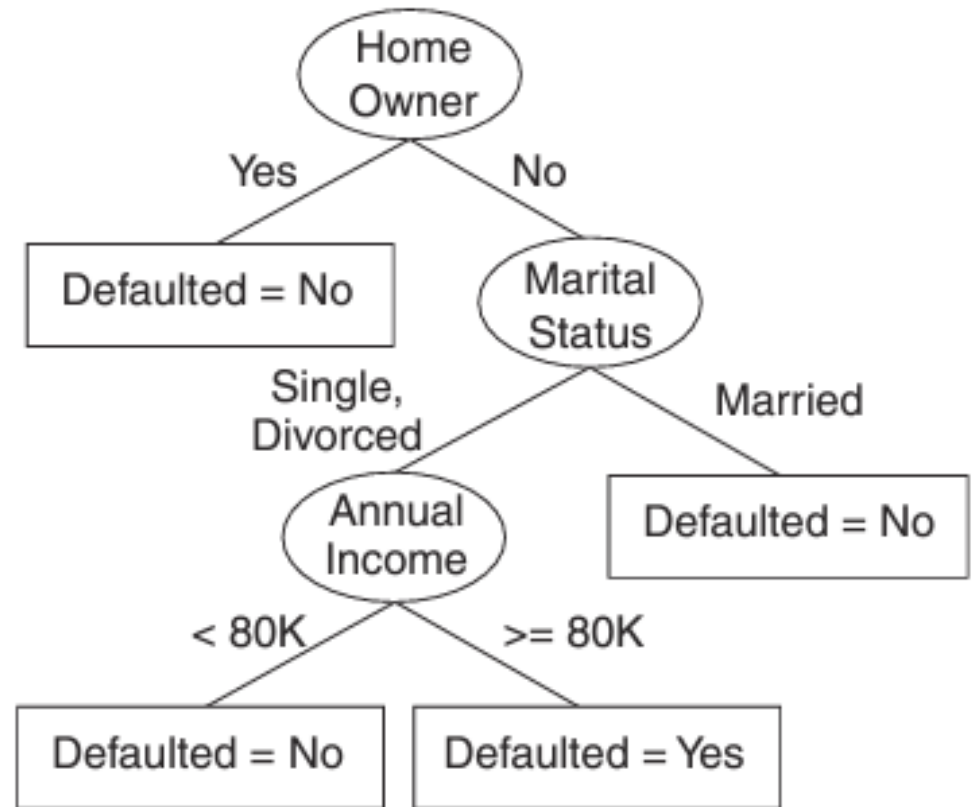 Home
Owner
Yes
No
Defaulted = No
Marital
Status
Single,
Divorced
Married
Annual
Income
Defaulted = No
< 80K
>= 80K
Defaulted = No
Defaulted = Yes